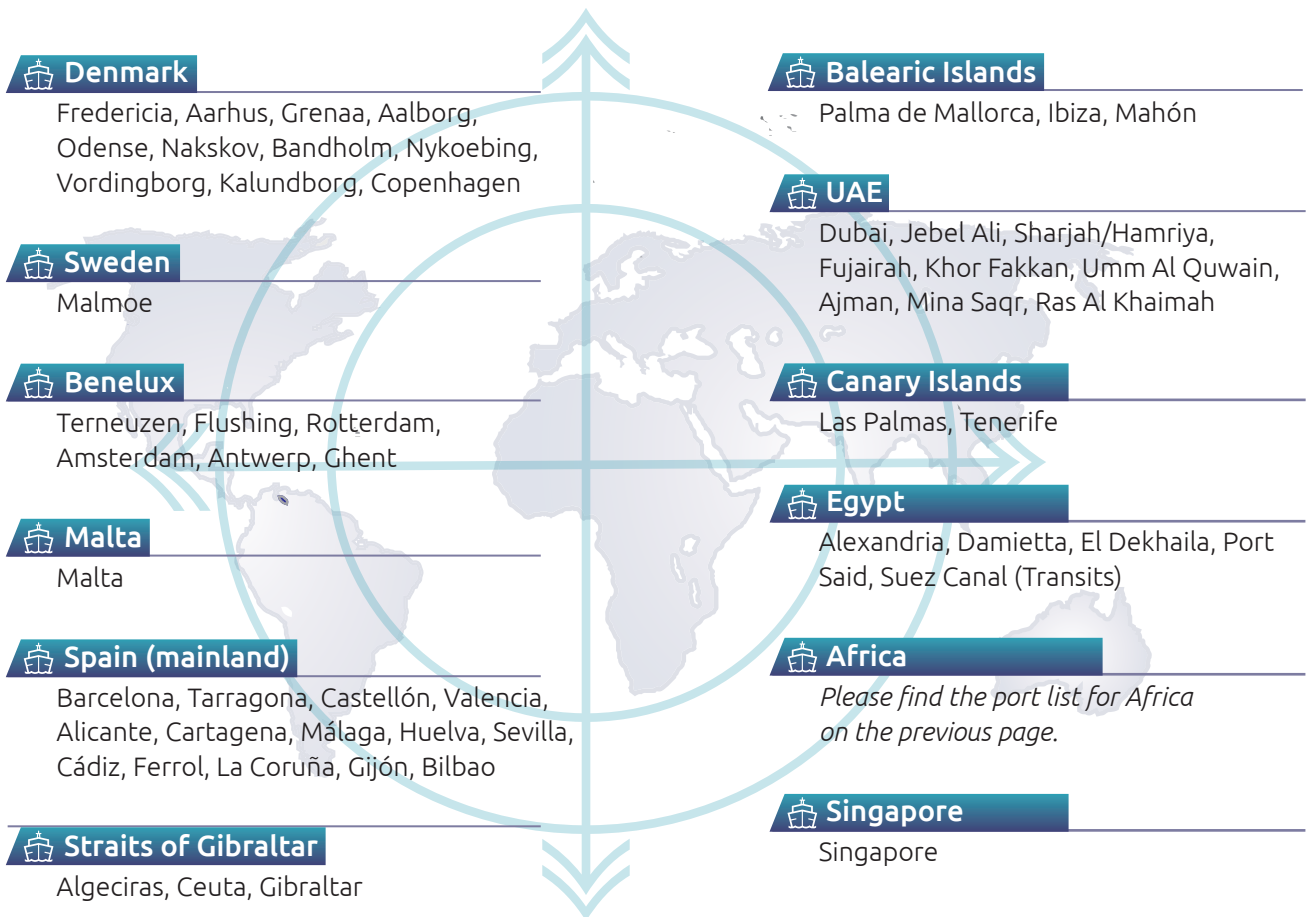 Denmark
Fredericia, Aarhus, Grenaa, Aalborg,
Odense, Nakskov, Bandholm, Nykoebing,
Vordingborg, Kalundborg, Copenhagen
Sweden
Malmoe
Benelux
Terneuzen, Flushing, Rotterdam,
Amsterdam, Antwerp, Ghent
Malta
Malta
Spain (mainland)
Barcelona, Tarragona, Castellón, Valencia,
Alicante, Cartagena, Málaga, Huelva, Sevilla,
Cádiz, Ferrol, La Coruña, Gijón, Bilbao
Straits of Gibraltar
Algeciras, Ceuta, Gibraltar
Balearic Islands
Palma de Mallorca, Ibiza, Mahón
UAE
Dubai, Jebel Ali, Sharjah/Hamriya,
Fujairah, Khor Fakkan, Umm Al Quwain,
Ajman, Mina Saqr, Ras Al Khaimah
Canary Islands
Las Palmas, Tenerife
Egypt
Alexandria, Damietta, El Dekhaila, Port
Said, Suez Canal (Transits)
Africa
Please find the port list for Africa
on the previous page.
Singapore
Singapore